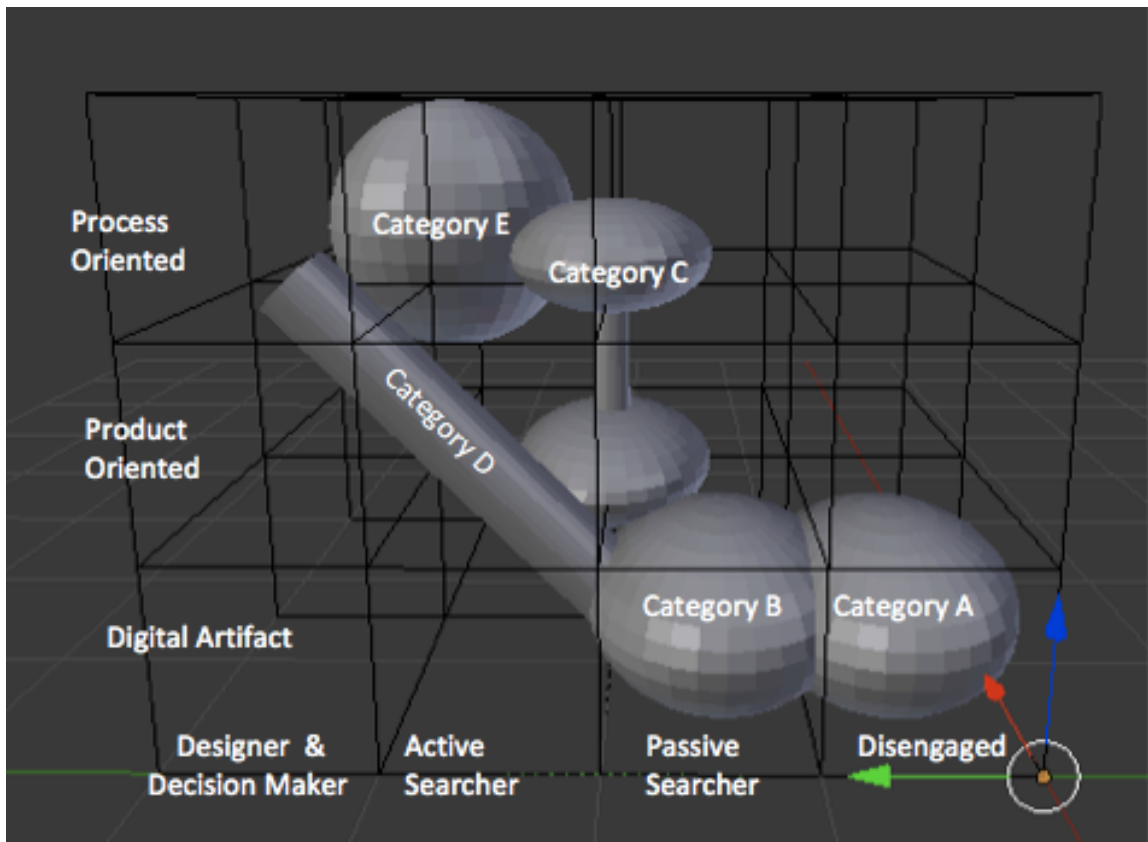 Category E
Process
Oriented
Category C
Category D
Product
Oriented
Category B
Category A
Digital Artifact
Designer &
Decision Maker
Active
Searcher
Passive
Searcher
Disengaged